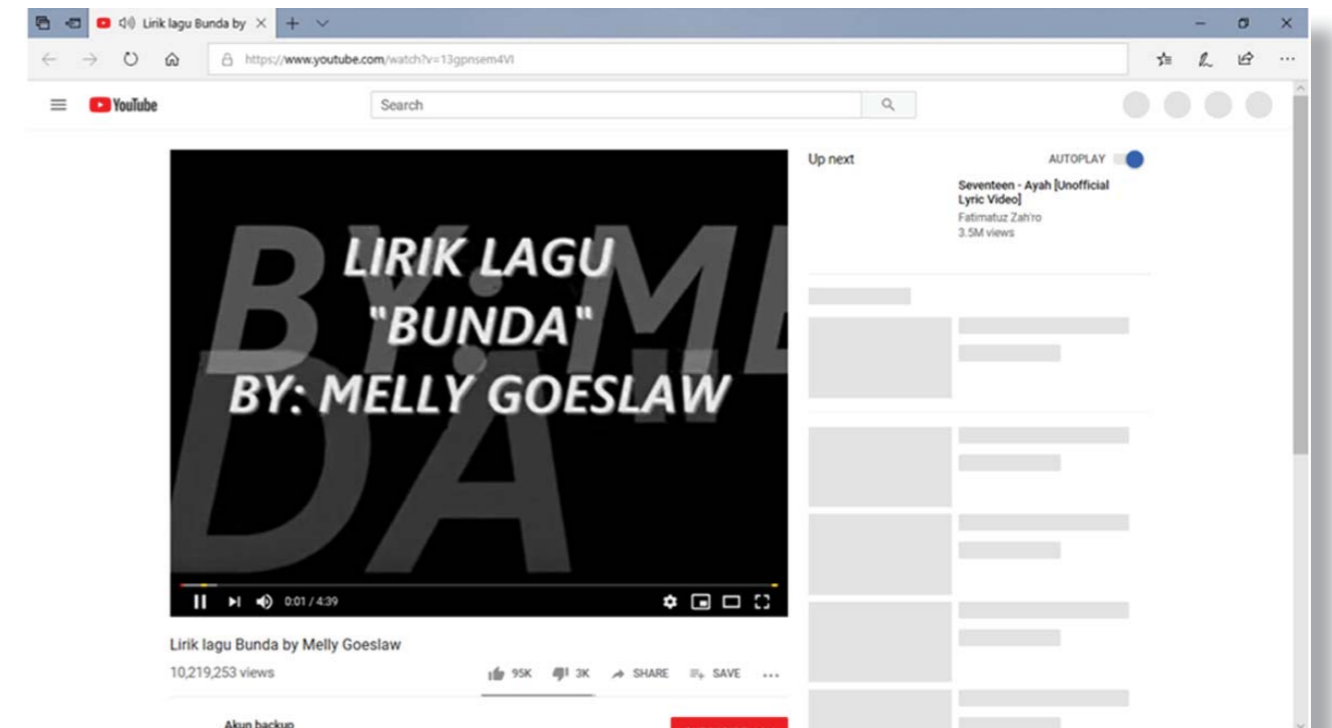 Lirik lagu Bunda by
https://www.youtube.com/watch?v=13gpnsem4VI
YouTube
Search
BY: ME
DA"
LIRIK LAGU
"BUNDA"
BY: MELLY GOESLAW
0:01 / 4:39
Lirik lagu Bunda by Melly Goeslaw
10,219,253 views
95K 3K SHARE SAVE
Akun backup
Up next
AUTOPLAY
Seventeen - Ayah [Unofficial
Lyric Video]
Fatimatuz Zah'ro
3.5M views